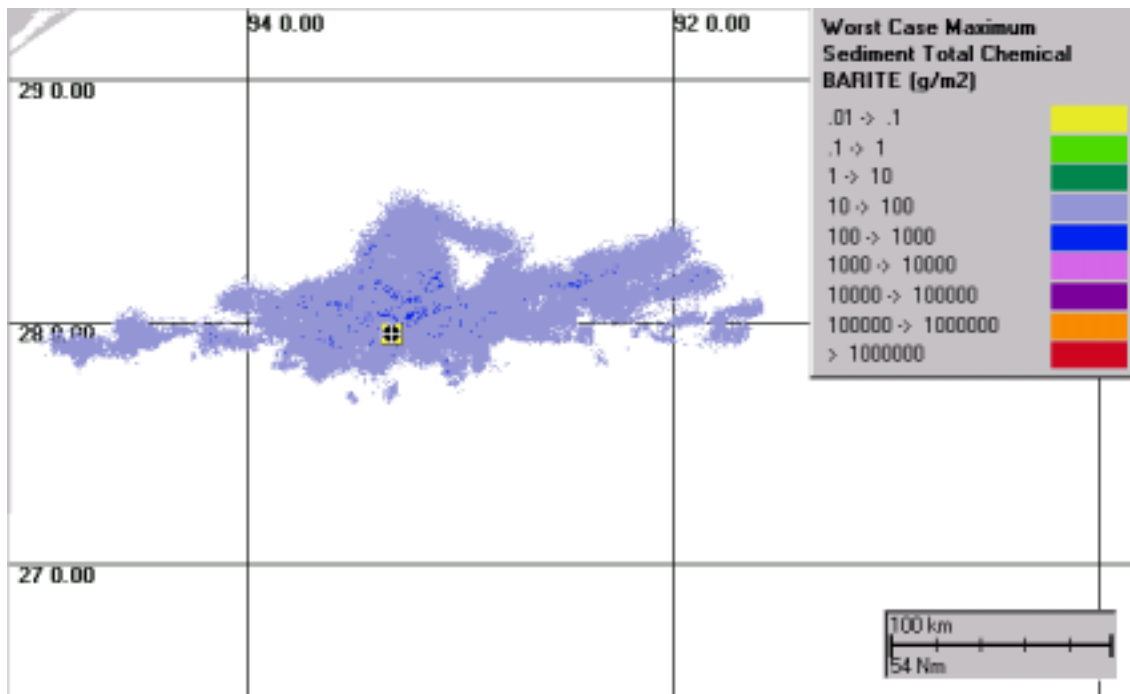 94 0.00
92 0.00
29 0.00
28 0.00
27 0.00
Worst Case Maximum
Sediment Total Chemical
BARITE (g/m2)
.01 -> .1
.1 -> 1
1 -> 10
10 -> 100
100 -> 1000
1000 -> 10000
10000 -> 100000
100000 -> 1000000
> 1000000
100 km
54 Nm